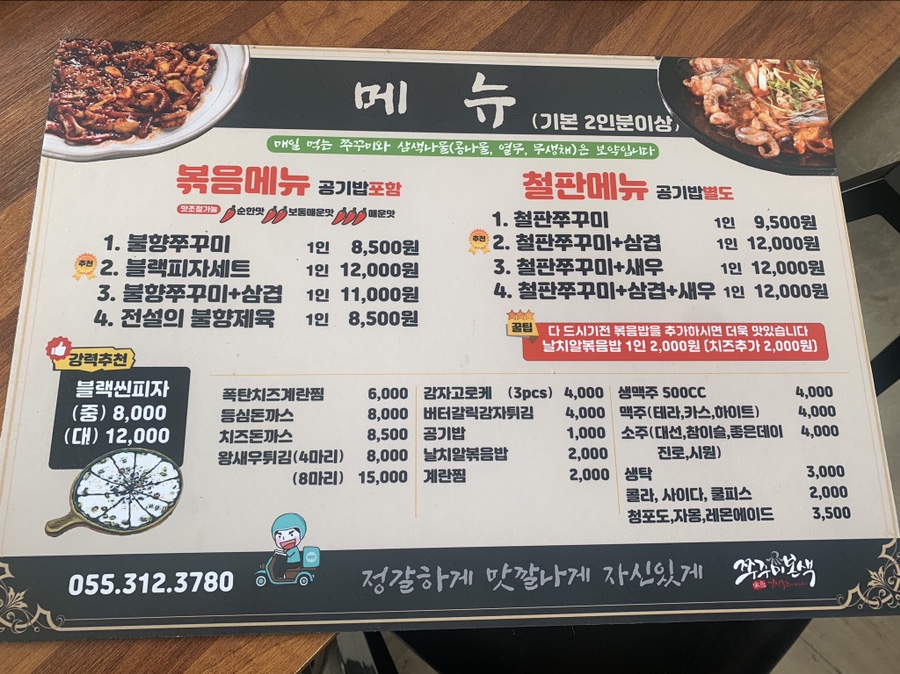 메 뉴 (기본 2인분이상)
매일 먹는 쭈꾸미와 삼색나물(콩나물, 열무, 무생채)은 보약입니다
볶음메뉴 공기밥포함
맛조절가능 순한맛 보통매운맛 매운맛
1. 불향쭈꾸미 1인 8,500원
추천 2. 블랙피자세트 1인 12,000원
3. 불향쭈꾸미+삼겹 1인 11,000원
4. 전설의 불향제육 1인 8,500원
철판메뉴 공기밥별도
1. 철판쭈꾸미 1인 9,500원
추천 2. 철판쭈꾸미+삼겹 1인 12,000원
3. 철판쭈꾸미+새우 1인 12,000원
4. 철판쭈꾸미+삼겹+새우 1인 12,000원
꿀팁 다 드시기전 볶음밥을 추가하시면 더욱 맛있습니다
날치알볶음밥 1인 2,000원 (치즈추가 2,000원)
강력추천
블랙씬피자
(중) 8,000
(대) 12,000
폭탄치즈계란찜 6,000
등심돈까스 8,000
치즈돈까스 8,500
왕새우튀김(4마리) 8,000
(8마리) 15,000
감자고로케 (3pcs) 4,000
버터갈릭감자튀김 4,000
공기밥 1,000
날치알볶음밥 2,000
계란찜 2,000
생맥주 500CC 4,000
맥주(테라,카스,하이트) 4,000
소주(대선,참이슬,좋은데이 4,000
진로,시원)
생탁 3,000
콜라, 사이다, 쿨피스 2,000
청포도,자몽,레몬에이드 3,500
055.312.3780
정갈하게 맛깔나게 자신있게
쭈꾸미본색